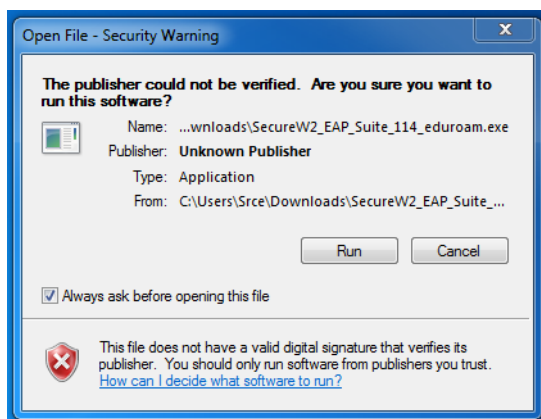 Open File - Security Warning
The publisher could not be verified. Are you sure you want to
run this software?
Name: ...wnloads\SecureW2_EAP_Suite_114_eduroam.exe
Publisher: Unknown Publisher
Type: Application
From: C:\Users\Srce\Downloads\SecureW2_EAP_Suite_...
Run Cancel
Always ask before opening this file
This file does not have a valid digital signature that verifies its
publisher. You should only run software from publishers you trust.
How can I decide what software to run?